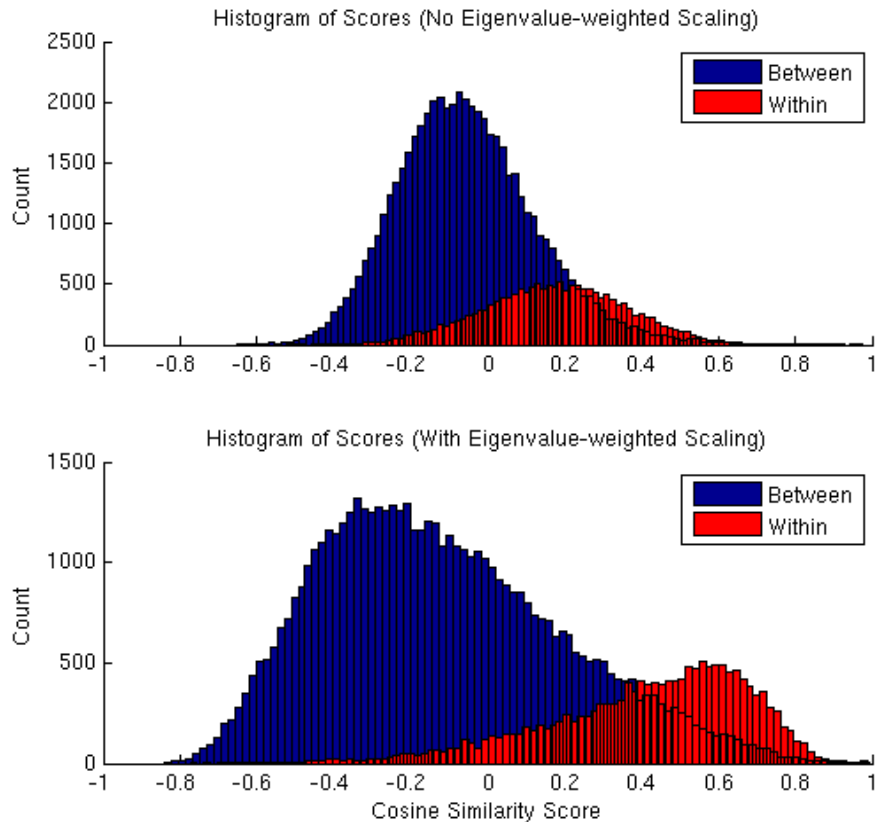 Histogram of Scores (No Eigenvalue-weighted Scaling)
2500
2000
1500
1000
500
0
Count
Between
Within
-1 -0.8 -0.6 -0.4 -0.2 0 0.2 0.4 0.6 0.8 1
Histogram of Scores (With Eigenvalue-weighted Scaling)
1500
1000
500
0
Count
Between
Within
-1 -0.8 -0.6 -0.4 -0.2 0 0.2 0.4 0.6 0.8 1
Cosine Similarity Score